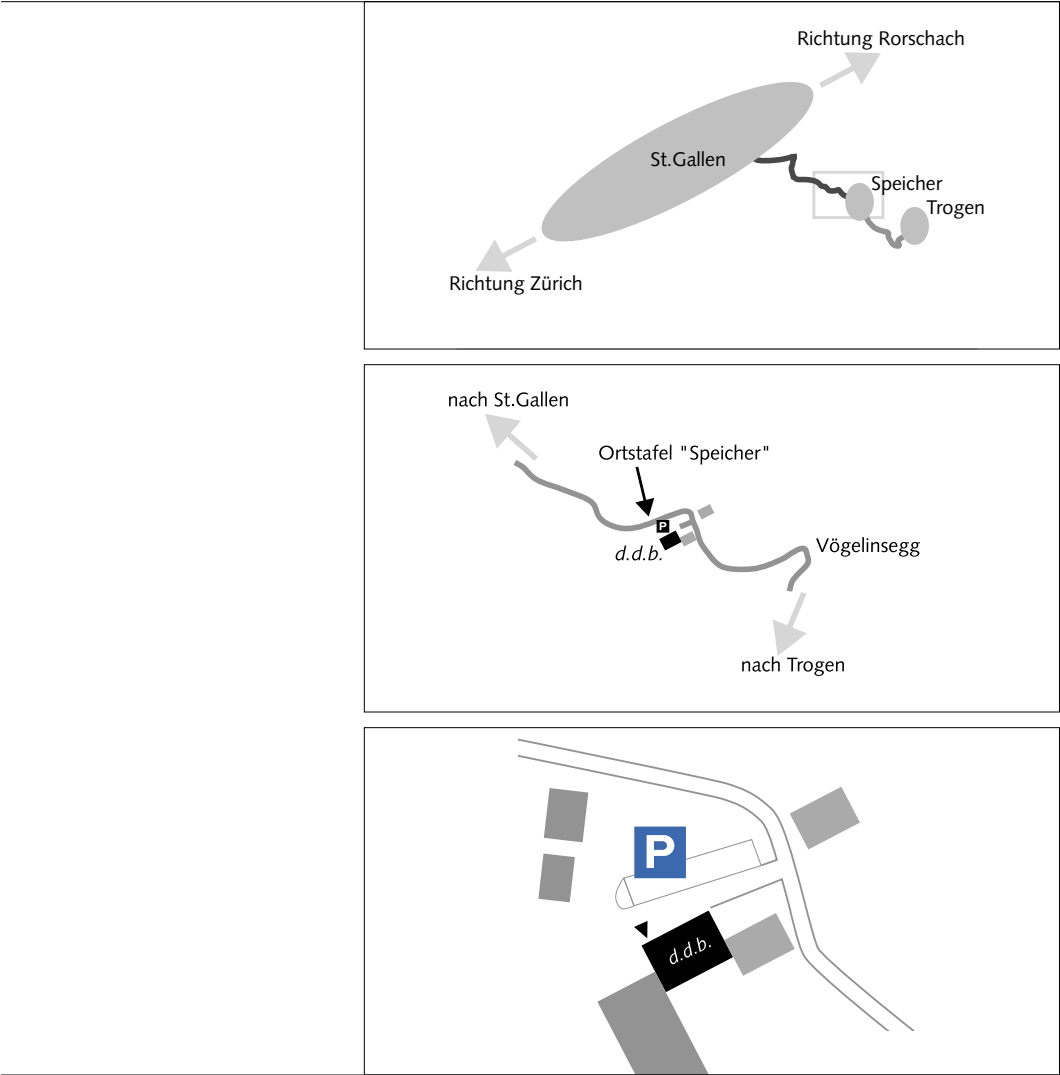 Richtung Rorschach
St.Gallen
Speicher
Trogen
Richtung Zürich
nach St.Gallen
Ortstafel "Speicher"
P
d.d.b.
Vögelinsegg
nach Trogen
P
d.d.b.